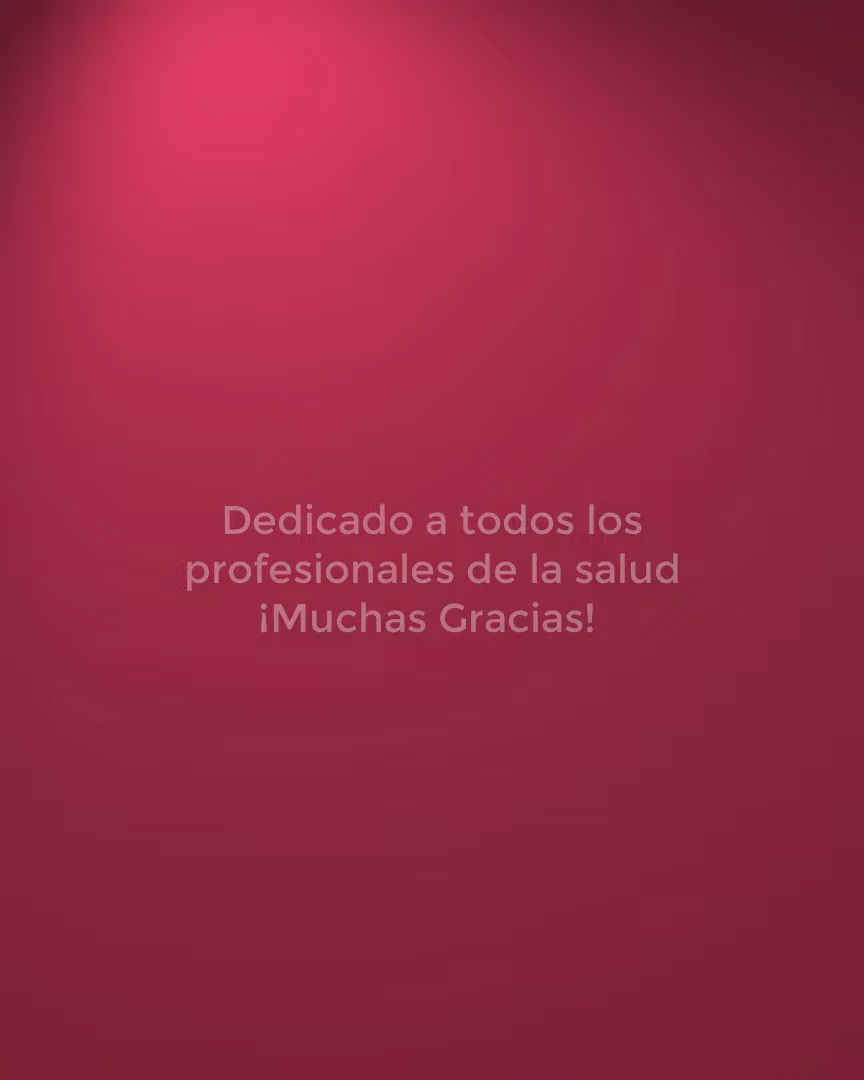 Dedicado a todos los
profesionales de la salud
¡Muchas Gracias!